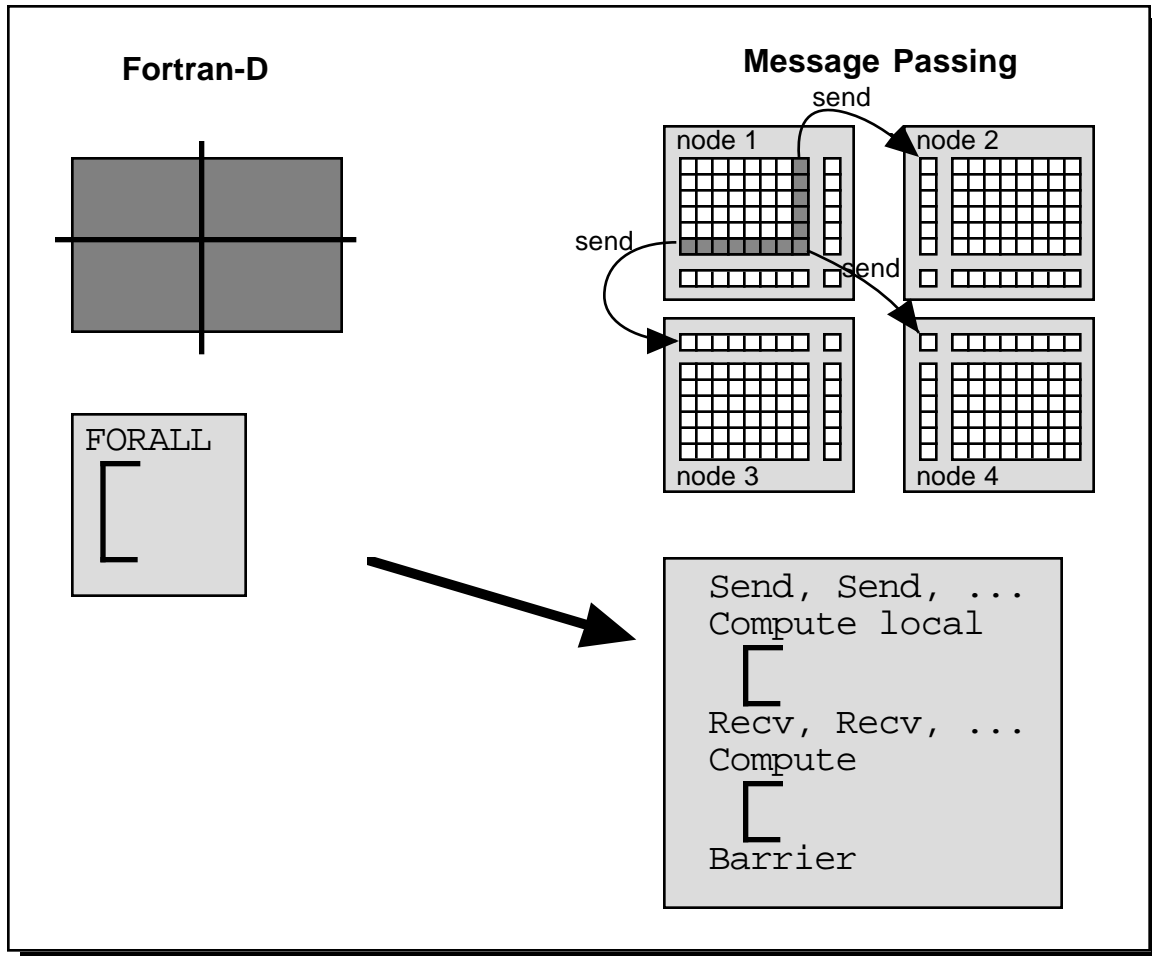 Fortran-D
FORALL
Message Passing
send
node 1
node 2
send
send
node 3
node 4
Send, Send, ...
Compute local
Recv, Recv, ...
Compute
Barrier